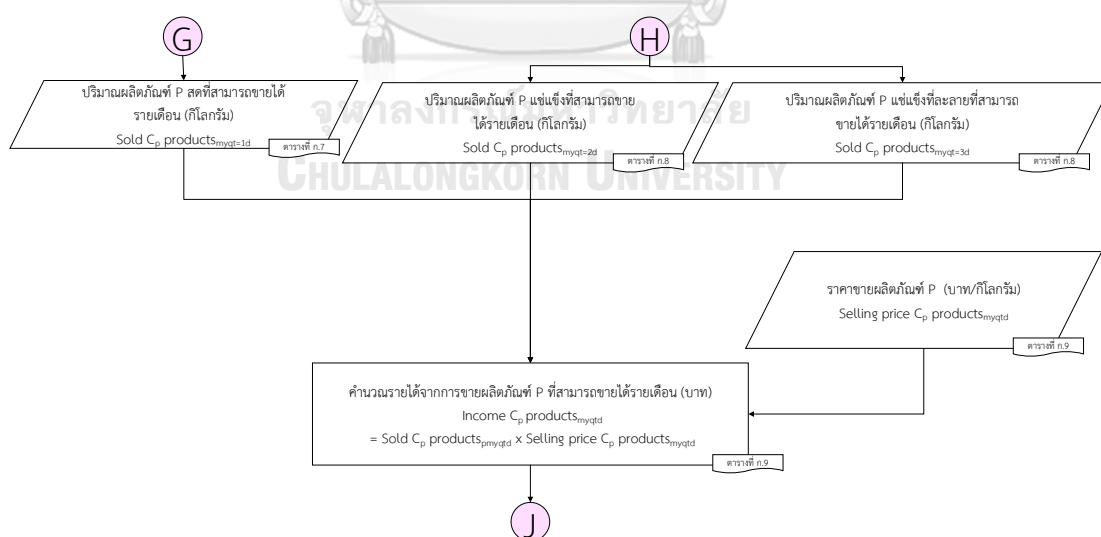 G
H
ปริมาณผลิตภัณฑ์ P สดที่สามารถขายได้
รายเดือน (กิโลกรัม)
Sold Cp productsmyqt=1d
ตารางที่ ก.7
ปริมาณผลิตภัณฑ์ P แช่แข็งที่สามารถขาย
ได้รายเดือน (กิโลกรัม)
Sold Cp productsmyqt=2d
ตารางที่ ก.8
ปริมาณผลิตภัณฑ์ P แช่แข็งที่ละลายที่สามารถ
ขายได้รายเดือน (กิโลกรัม)
Sold Cp productsmyqt=3d
ตารางที่ ก.8
จุฬาลงกรณ์มหาวิทยาลัย
CHULALONGKORN UNIVERSITY
ราคาขายผลิตภัณฑ์ P (บาท/กิโลกรัม)
Selling price Cp productsmyqtd
ตารางที่ ก.9
คำนวณรายได้จากการขายผลิตภัณฑ์ P ที่สามารถขายได้รายเดือน (บาท)
Income Cp productsmyqtd
= Sold Cp productspmyqtd x Selling price Cp productsmyqtd
ตารางที่ ก.9
J